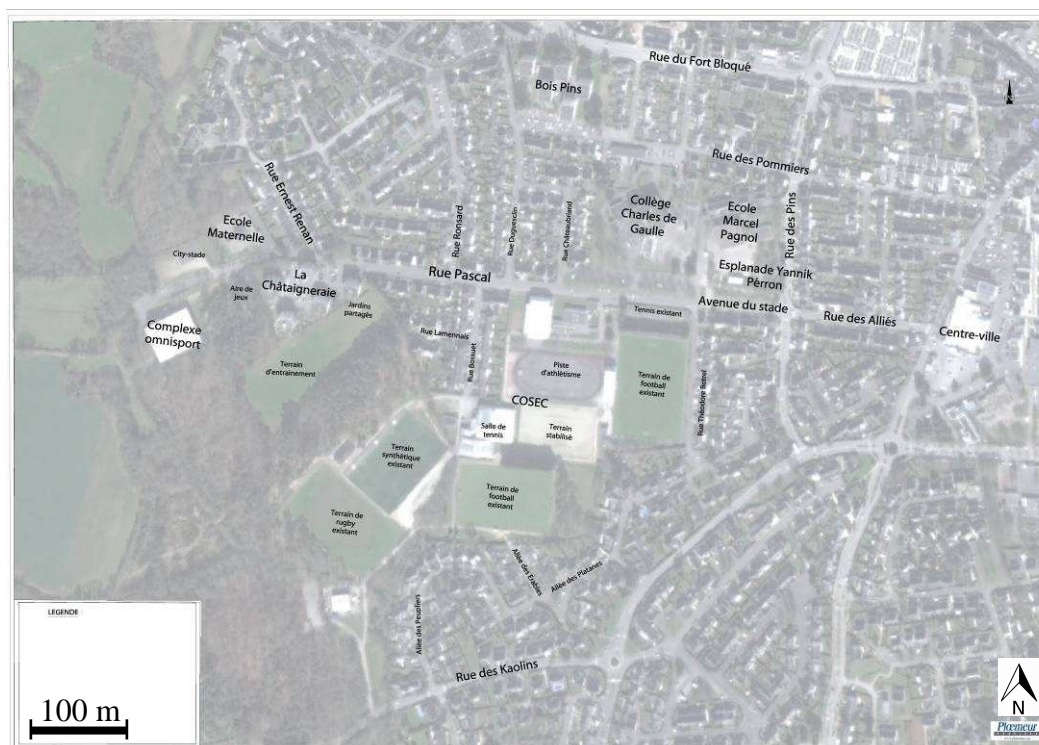 Rue du Fort Bloqué
Bois Pins
Rue des Pommiers
Rue Ernest Renan
Ecole
Maternelle
City-stade
Rue Ronsard
Rue Duguesclin
Rue Châteaubriand
Collège
Charles de
Gaulle
Ecole
Marcel
Pagnol
Rue des Pins
Esplanade Yannik
Pérron
La
Châtaigneraie
Aire de
jeux
Rue Pascal
Jardins
partagés
Tennis existant
Avenue du stade
Rue des Alliés
Centre-ville
Complexe
omnisport
Rue Lamennais
Rue Bossuet
Terrain
d'entrainement
Piste
d'athlétisme
Terrain de
football
existant
Rue Théodore Botrel
COSEC
Salle de
tennis
Terrain
stabilisé
Terrain
synthétique
existant
Terrain de
football
existant
Terrain de
rugby
existant
Allée des Erables
Allée des Platanes
Allée des Peupliers
Rue des Kaolins
LEGENDE
100 m
N
Plœmeur